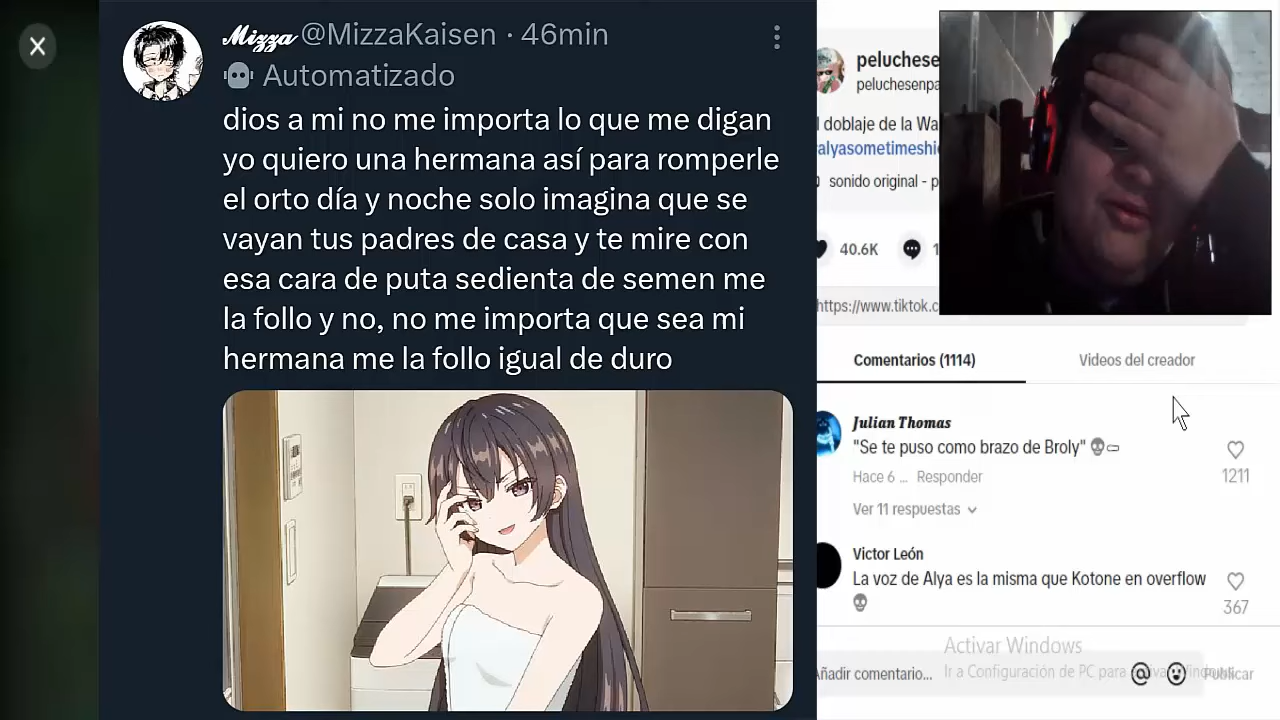 Mizza @MizzaKaisen · 46min
Automatizado
dios a mi no me importa lo que me digan
yo quiero una hermana así para romperle
el orto día y noche solo imagina que se
vayan tus padres de casa y te mire con
esa cara de puta sedienta de semen me
la follo y no, no me importa que sea mi
hermana me la follo igual de duro
peluchese
peluchesenpa
l doblaje de la Wa
alyasometimeshi
sonido original - p
40.6K
1
https://www.tiktok.c
Comentarios (1114)
Videos del creador
Julian Thomas
"Se te puso como brazo de Broly"
Hace 6 ... Responder
1211
Ver 11 respuestas
Victor León
La voz de Alya es la misma que Kotone en overflow
367
Activar Windows
Ir a Configuración de PC para
Añadir comentario...
Publicar